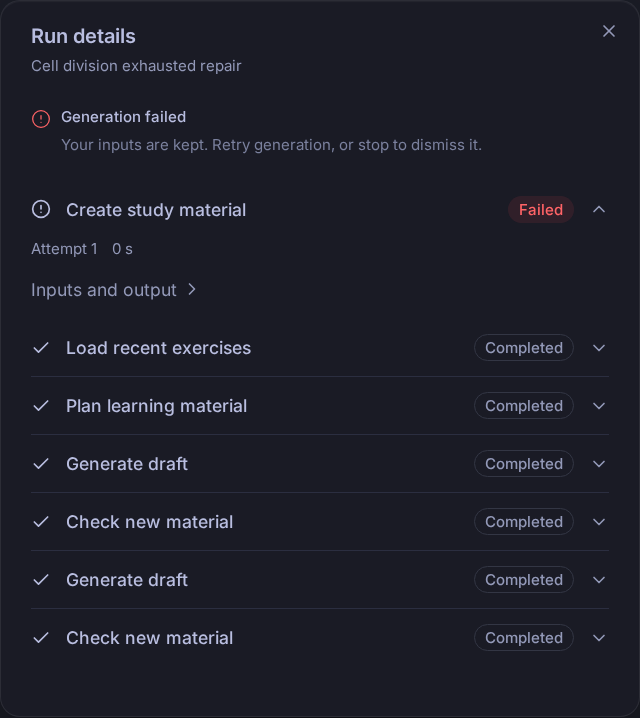 Run details
Cell division exhausted repair
Generation failed
Your inputs are kept. Retry generation, or stop to dismiss it.
Create study material Failed
Attempt 1 0 s
Inputs and output
Load recent exercises Completed
Plan learning material Completed
Generate draft Completed
Check new material Completed
Generate draft Completed
Check new material Completed